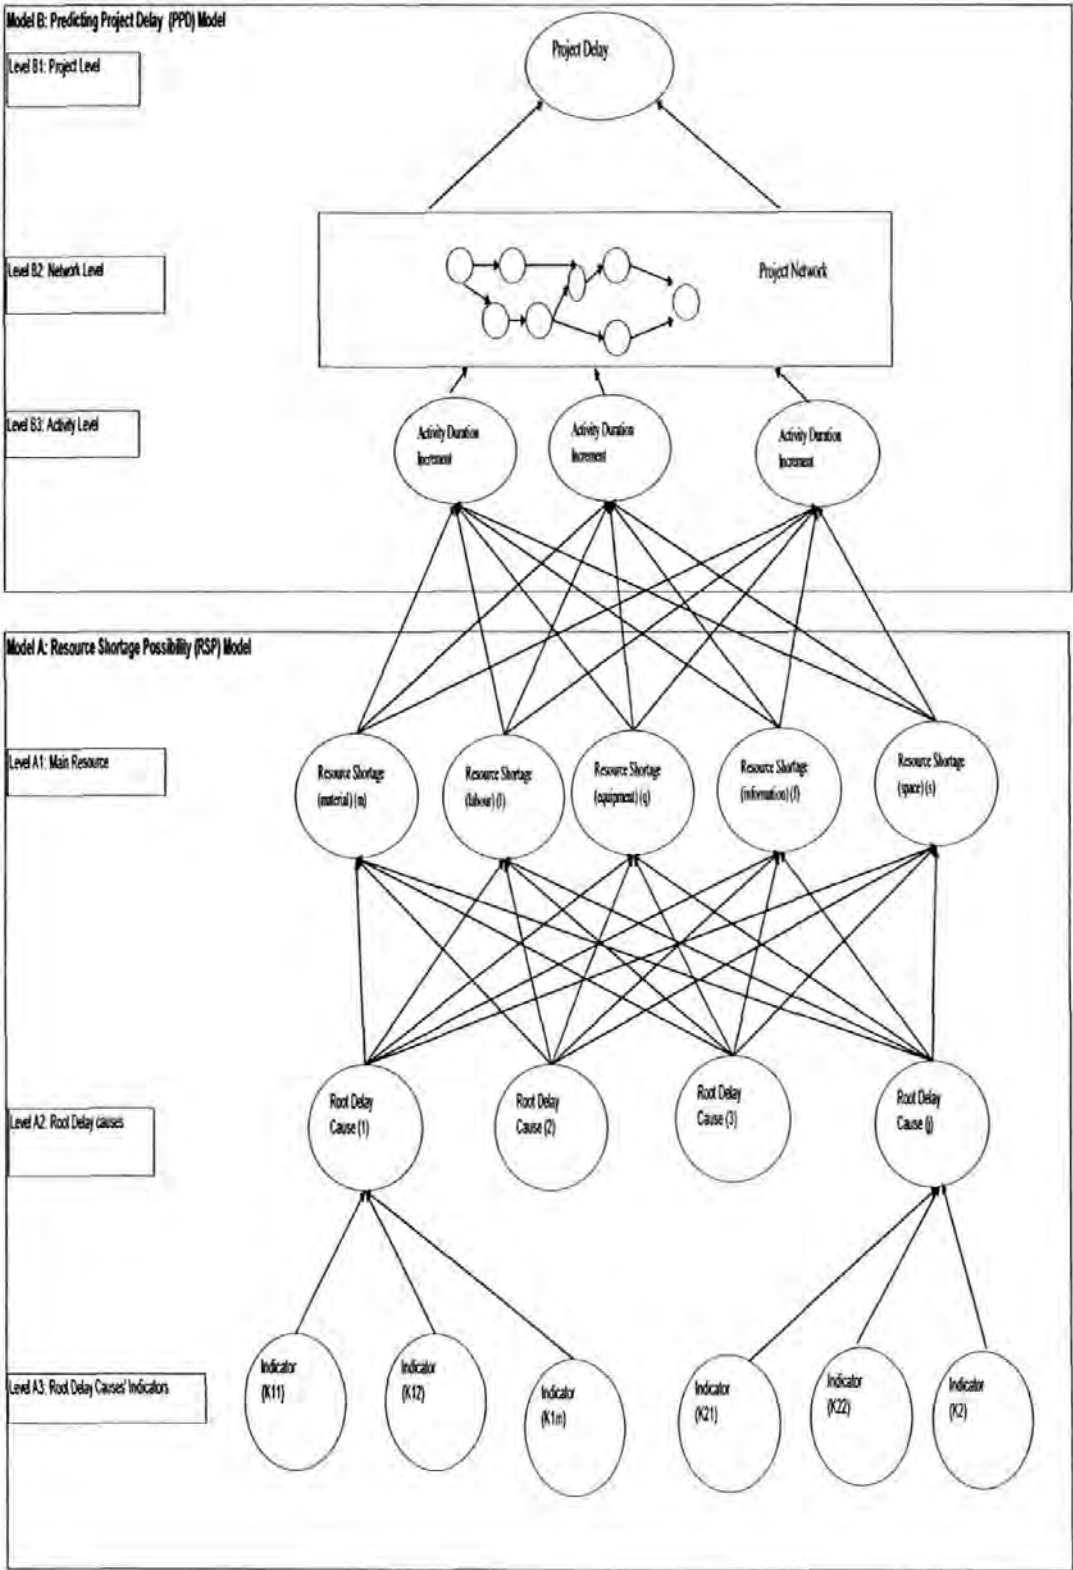 Model B: Predicting Project Delay (PPD) Model
Level B1: Project Level
Project Delay
Level B2: Network Level
Project Network
Level B3: Activity Level
Activity Duration
Increment
Activity Duration
Increment
Activity Duration
Increment
Model A: Resource Shortage Possibility (RSP) Model
Level A1: Main Resource
Resource Shortage
(material) (m)
Resource Shortage
(labour) (l)
Resource Shortage
(equipment) (q)
Resource Shortage
(information) (f)
Resource Shortage
(space) (s)
Level A2: Root Delay causes
Root Delay
Cause (1)
Root Delay
Cause (2)
Root Delay
Cause (3)
Root Delay
Cause (j)
Level A3: Root Delay Causes' Indicators
Indicator
(K11)
Indicator
(K12)
Indicator
(K1m)
Indicator
(K21)
Indicator
(K22)
Indicator
(K2)